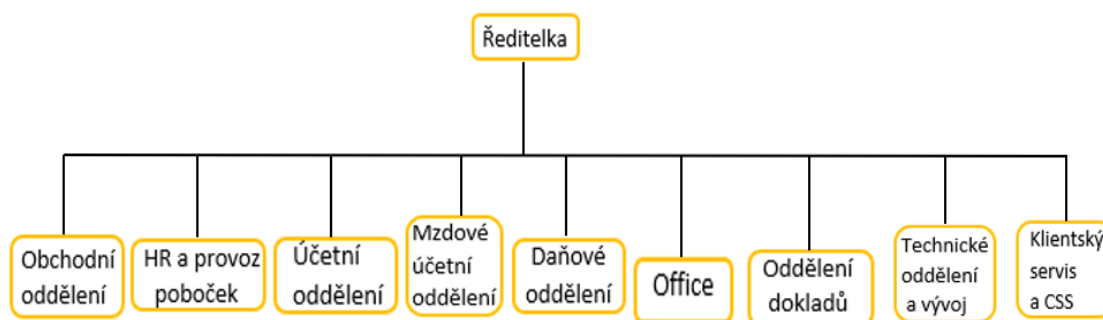 Ředitelka
Obchodní
oddělení
HR a provoz
poboček
Účetní
oddělení
Mzdové
účetní
oddělení
Daňové
oddělení
Office
Oddělení
dokladů
Technické
oddělení
a vývoj
Klientský
servis
a CSS